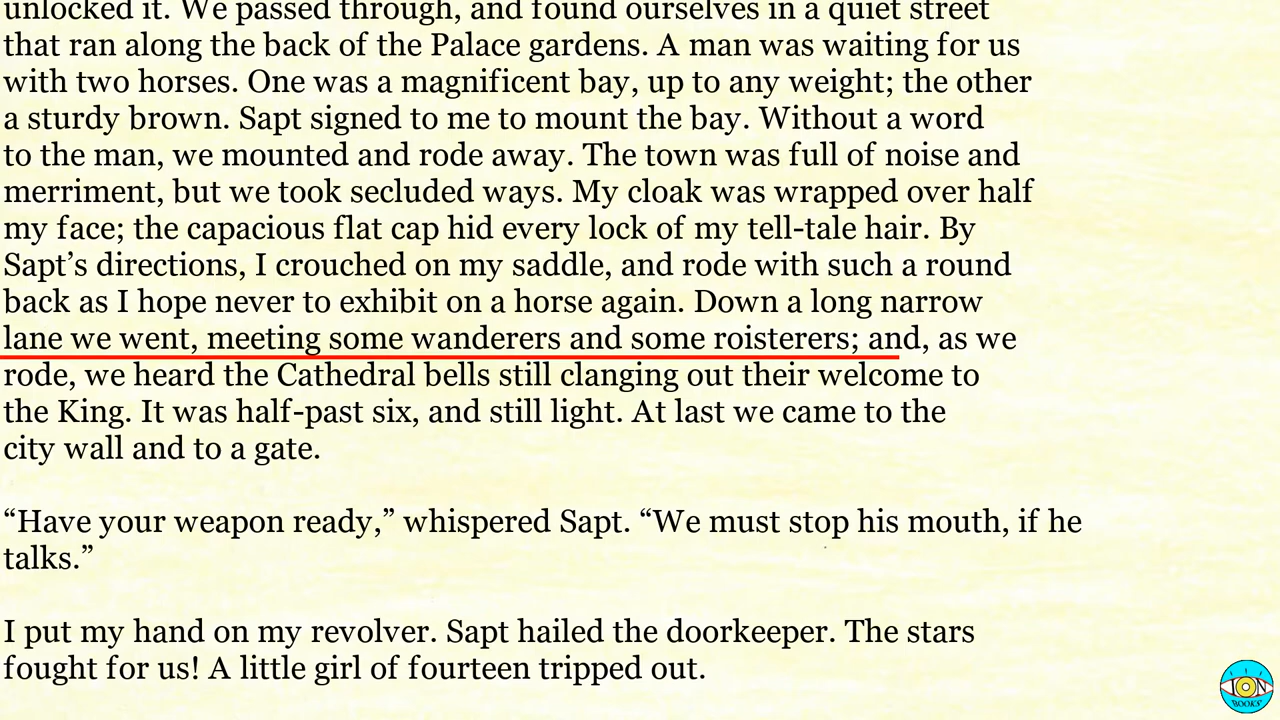 unlocked it. We passed through, and found ourselves in a quiet street
that ran along the back of the Palace gardens. A man was waiting for us
with two horses. One was a magnificent bay, up to any weight; the other
a sturdy brown. Sapt signed to me to mount the bay. Without a word
to the man, we mounted and rode away. The town was full of noise and
merriment, but we took secluded ways. My cloak was wrapped over half
my face; the capacious flat cap hid every lock of my tell-tale hair. By
Sapt’s directions, I crouched on my saddle, and rode with such a round
back as I hope never to exhibit on a horse again. Down a long narrow
lane we went, meeting some wanderers and some roisterers; and, as we
rode, we heard the Cathedral bells still clanging out their welcome to
the King. It was half-past six, and still light. At last we came to the
city wall and to a gate.
“Have your weapon ready,” whispered Sapt. “We must stop his mouth, if he
talks.”
I put my hand on my revolver. Sapt hailed the doorkeeper. The stars
fought for us! A little girl of fourteen tripped out.
ION
BOOKS